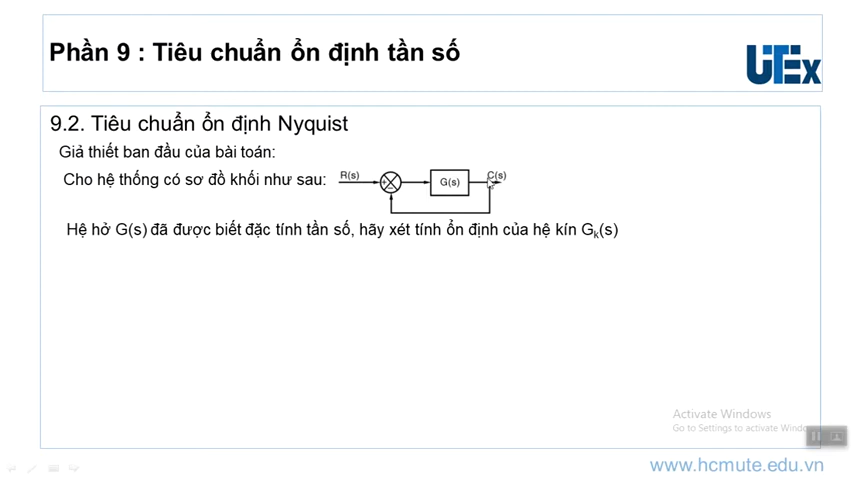 Phần 9 : Tiêu chuẩn ổn định tần số
UTEx
9.2. Tiêu chuẩn ổn định Nyquist
Giả thiết ban đầu của bài toán:
Cho hệ thống có sơ đồ khối như sau:
R(s) + − G(s) C(s)
Hệ hở G(s) đã được biết đặc tính tần số, hãy xét tính ổn định của hệ kín Gk(s)
Activate Windows
Go to Settings to activate Windo
www.hcmute.edu.vn